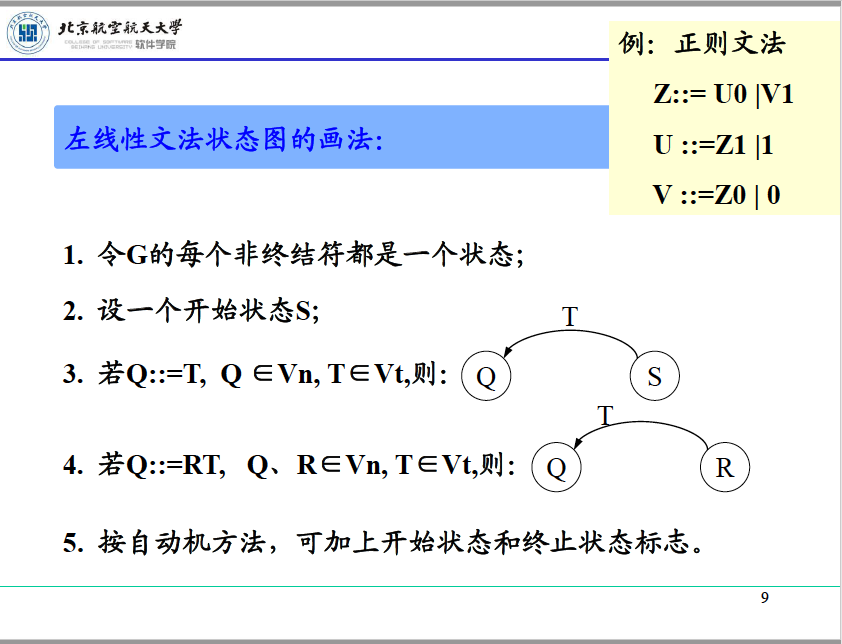 北京航空航天大学
COLLEGE OF SOFTWARE
BEIHANG UNIVERSITY 软件学院
例：正则文法
Z::= U0 |V1
U ::=Z1 |1
V ::=Z0 | 0
左线性文法状态图的画法：
1. 令G的每个非终结符都是一个状态；
2. 设一个开始状态S；
T
3. 若Q::=T, Q ∈Vn, T∈Vt,则： Q S
T
4. 若Q::=RT, Q、R∈Vn, T∈Vt,则： Q R
5. 按自动机方法，可加上开始状态和终止状态标志。
9